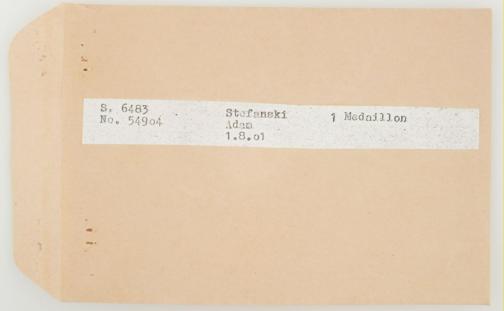 S. 6483 Stefanski 1 Medaillon
No. 54904 Adam
1.8.01